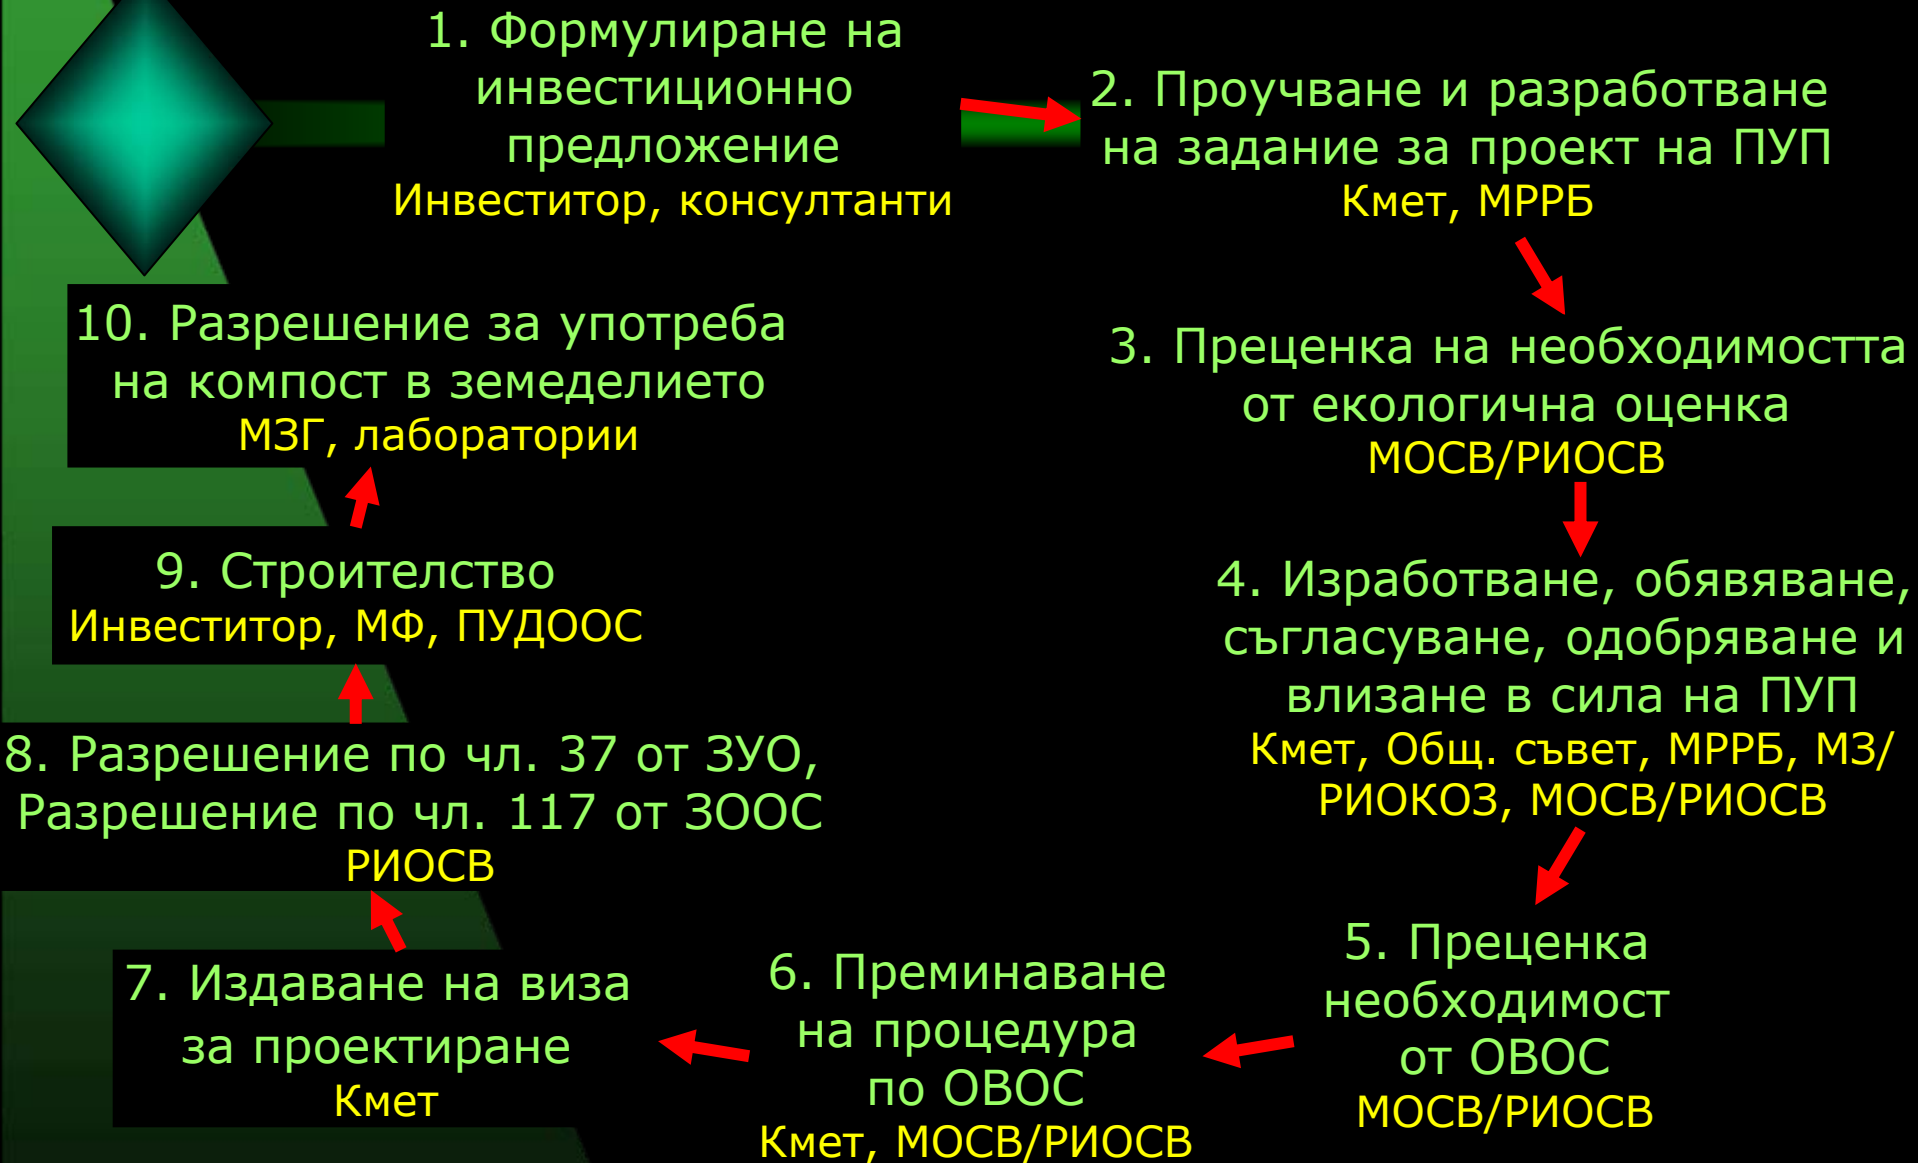 1. Формулиране на
инвестиционно
предложение
Инвеститор, консултанти
2. Проучване и разработване
на задание за проект на ПУП
Кмет, МРРБ
3. Преценка на необходимостта
от екологична оценка
МОСВ/РИОСВ
4. Изработване, обявяване,
съгласуване, одобряване и
влизане в сила на ПУП
Кмет, Общ. съвет, МРРБ, МЗ/
РИОКОЗ, МОСВ/РИОСВ
5. Преценка
необходимост
от ОВОС
МОСВ/РИОСВ
6. Преминаване
на процедура
по ОВОС
Кмет, МОСВ/РИОСВ
7. Издаване на виза
за проектиране
Кмет
8. Разрешение по чл. 37 от ЗУО,
Разрешение по чл. 117 от ЗООС
РИОСВ
9. Строителство
Инвеститор, МФ, ПУДООС
10. Разрешение за употреба
на компост в земеделието
МЗГ, лаборатории